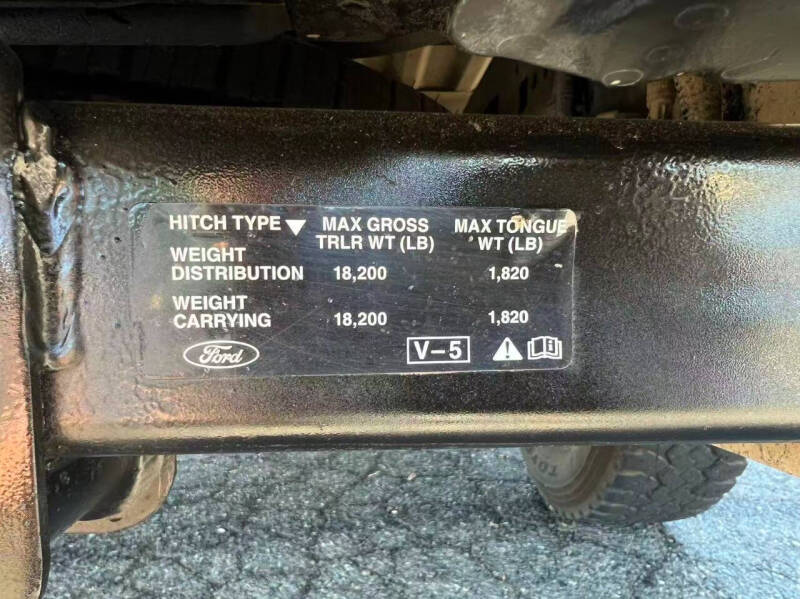 HITCH TYPE ▼ MAX GROSS TRLR WT (LB) MAX TONGUE WT (LB)
WEIGHT DISTRIBUTION 18,200 1,820
WEIGHT CARRYING 18,200 1,820
Ford V-5
TOYO